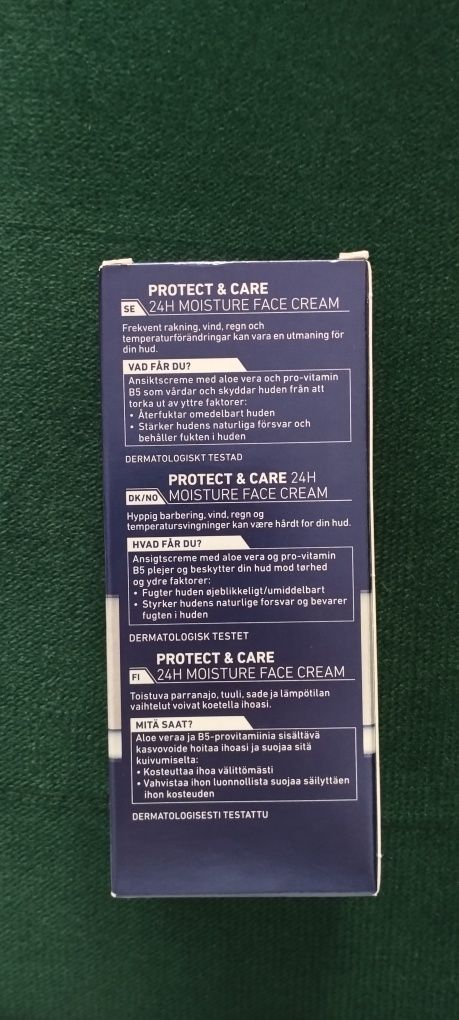 PROTECT & CARE
SE 24H MOISTURE FACE CREAM
Frekvent rakning, vind, regn och
temperaturförändringar kan vara en utmaning för
din hud.
VAD FÅR DU?
Ansiktscreme med aloe vera och pro-vitamin
B5 som vårdar och skyddar huden från att
torka ut av yttre faktorer:
• Återfuktar omedelbart huden
• Stärker hudens naturliga försvar och
behåller fukten i huden
DERMATOLOGISKT TESTAD
PROTECT & CARE 24H
DK/NO MOISTURE FACE CREAM
Hyppig barbering, vind, regn og
temperatursvingninger kan være hårdt for din hud.
HVAD FÅR DU?
Ansigtscreme med aloe vera og pro-vitamin
B5 plejer og beskytter din hud mod tørhed
og ydre faktorer:
• Fugter huden øjeblikkeligt/umiddelbart
• Styrker hudens naturlige forsvar og bevarer
fugten i huden
DERMATOLOGISK TESTET
PROTECT & CARE
FI 24H MOISTURE FACE CREAM
Toistuva parranajo, tuuli, sade ja lämpötilan
vaihtelut voivat koetella ihoasi.
MITÄ SAAT?
Aloe veraa ja B5-provitamiinia sisältävä
kasvovoide hoitaa ihoasi ja suojaa sitä
kuivumiselta:
• Kosteuttaa ihoa välittömästi
• Vahvistaa ihon luonnollista suojaa säilyttäen
ihon kosteuden
DERMATOLOGISESTI TESTATTU